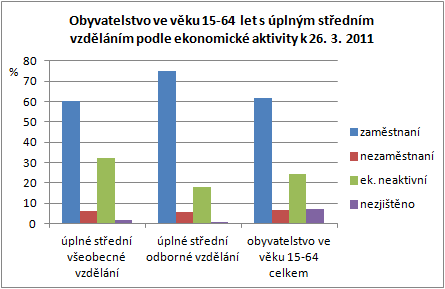 Obyvatelstvo ve věku 15-64 let s úplným středním
vzděláním podle ekonomické aktivity k 26. 3. 2011
%
80
70
60
50
40
30
20
10
0
úplné střední
všeobecné
vzdělání
úplné střední
odborné vzdělání
obyvatelstvo ve
věku 15-64
celkem
zaměstnaní
nezaměstnaní
ek. neaktivní
nezjištěno